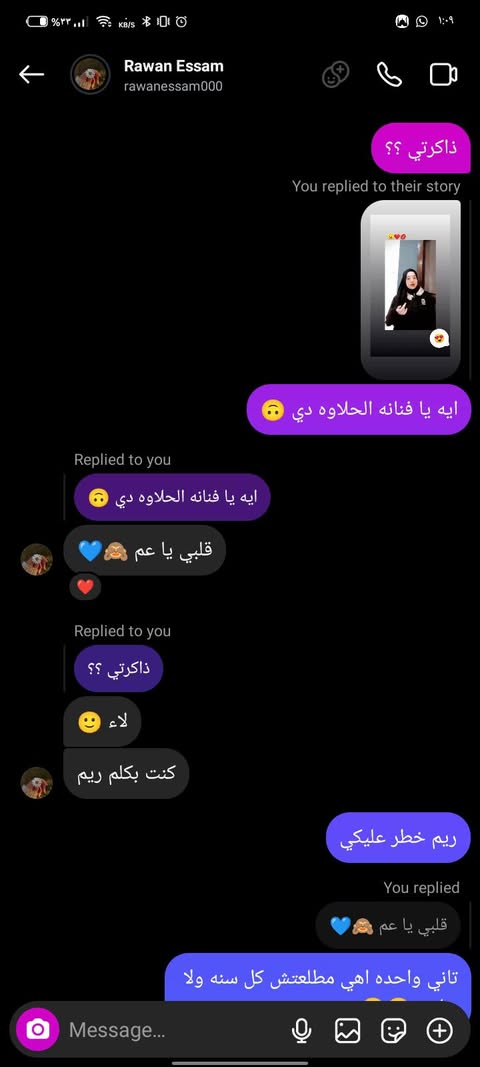 %٣٣ KB/S ١:٠٩
Rawan Essam
rawanessam000
ذاكرتي ؟؟
You replied to their story
ايه يا فنانه الحلاوه دي 🙃
Replied to you
ايه يا فنانه الحلاوه دي 🙃
قلبي يا عم 🙈💙
❤️
Replied to you
ذاكرتي ؟؟
لاء 🙂
كنت بكلم ريم
ريم خطر عليكي
You replied
قلبي يا عم 🙈💙
تاني واحده اهي مطلعتش كل سنه ولا
Message...